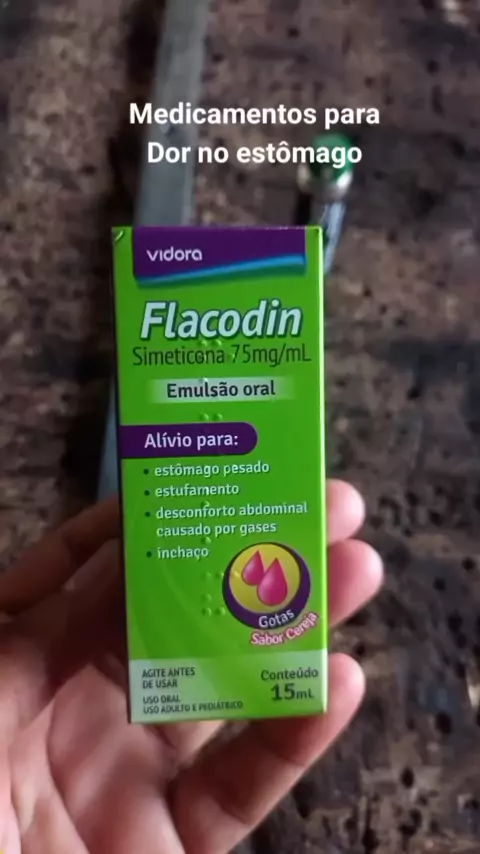 Medicamentos para
Dor no estômago
vidora
Flacodin
Simeticona 75mg/mL
Emulsão oral
Alívio para:
• estômago pesado
• estufamento
• desconforto abdominal
causado por gases
• inchaço
Gotas
Sabor Cereja
AGITE ANTES
DE USAR
USO ORAL
USO ADULTO E PEDIÁTRICO
Conteúdo
15mL